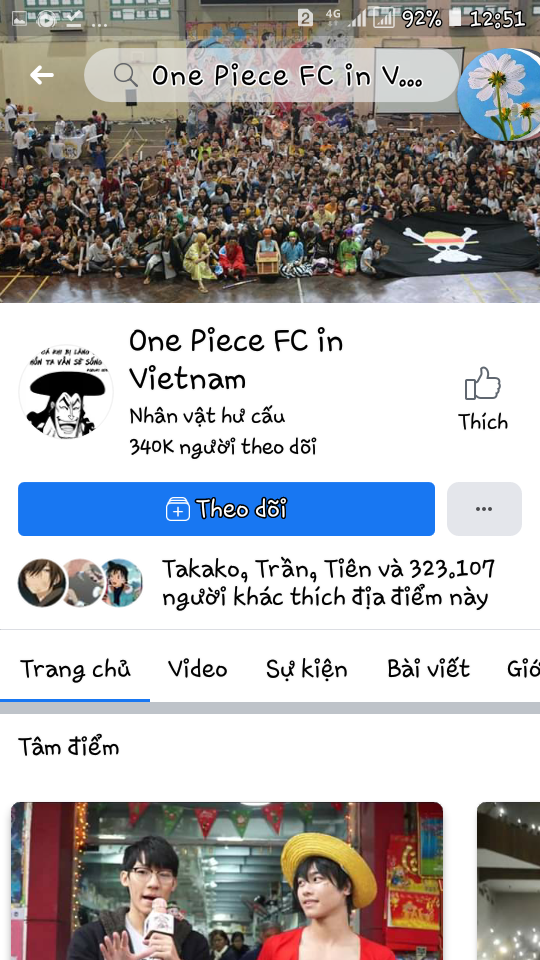 2 4G 92% 12:51
One Piece FC in V...
CÁ KHI BỊ LÁNG
HỒN TA VẪN SẼ SỐNG
One Piece FC in
Vietnam
Nhân vật hư cấu
340K người theo dõi
Thích
Theo dõi
Takako, Trần, Tiên và 323.107
người khác thích địa điểm này
Trang chủ Video Sự kiện Bài viết Giớ
Tâm điểm